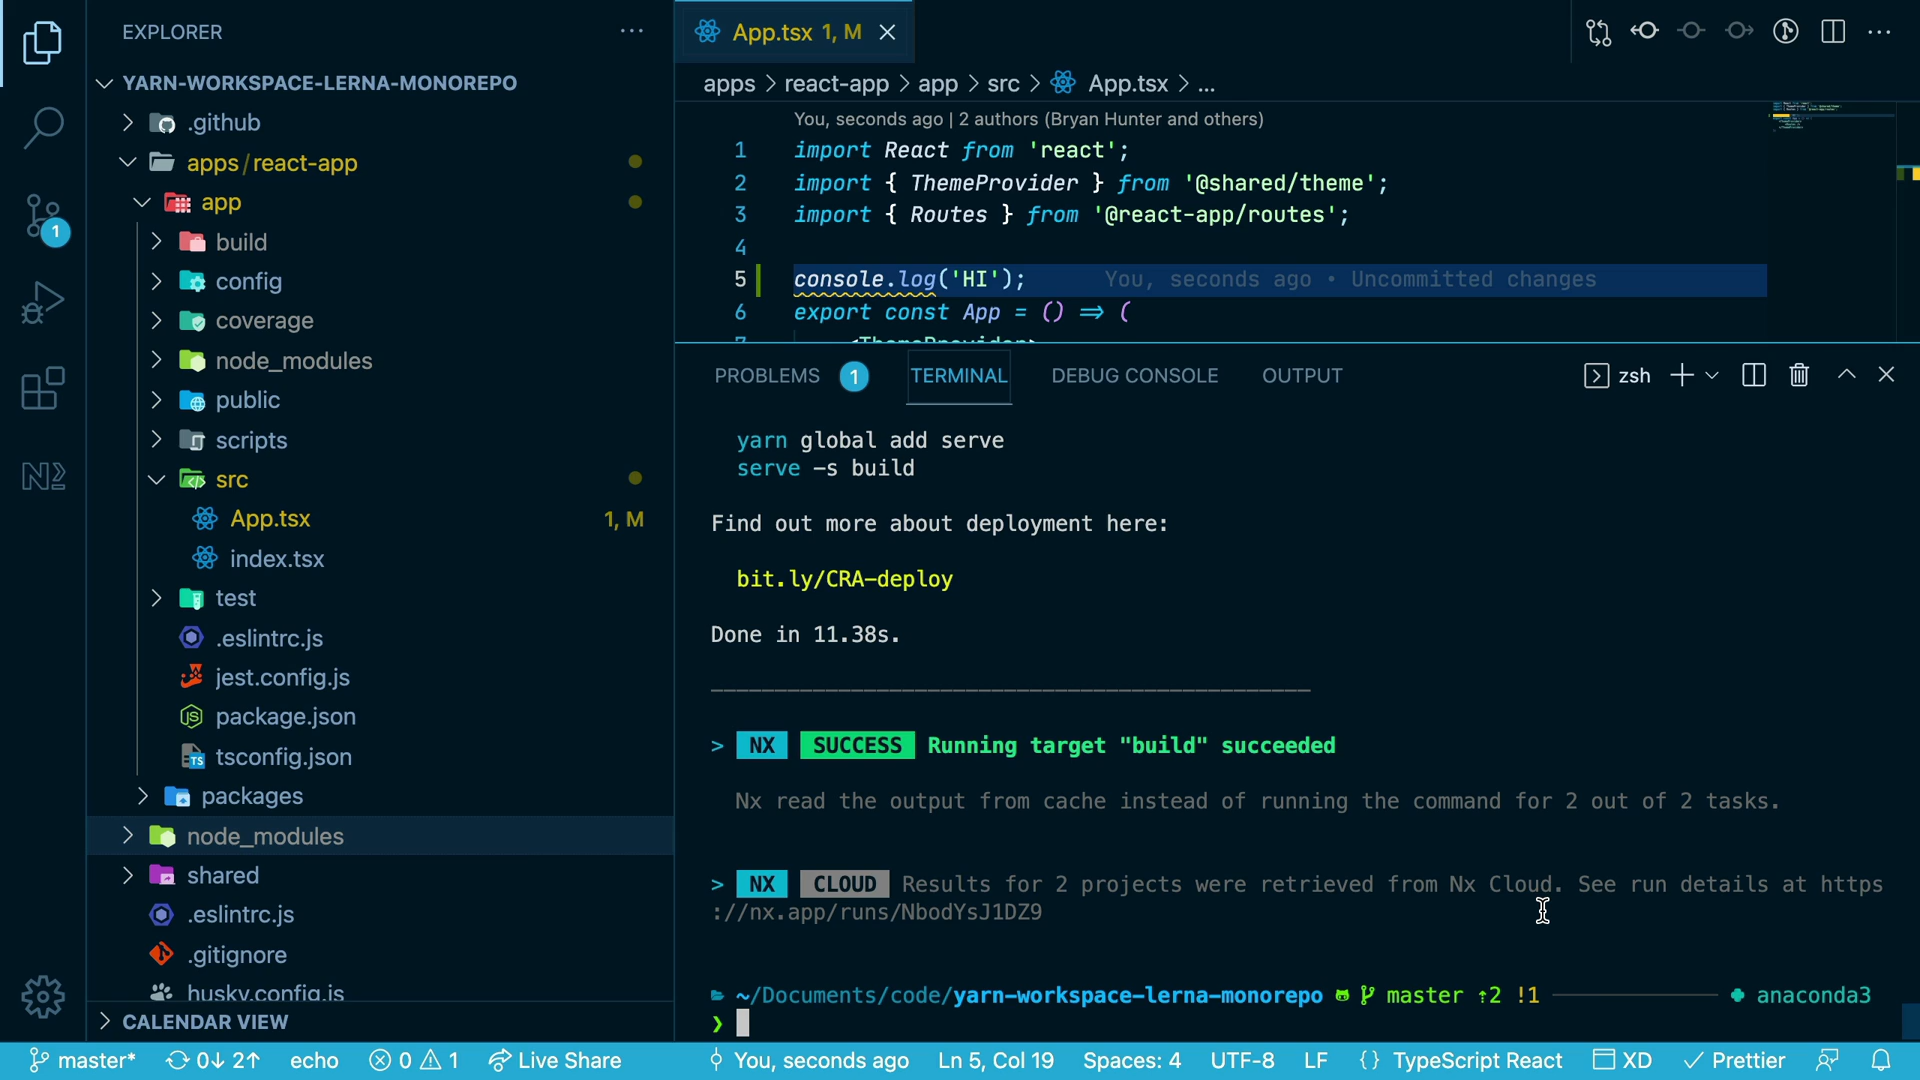 EXPLORER
YARN-WORKSPACE-LERNA-MONOREPO
.github
apps / react-app
app
build
config
coverage
node_modules
public
scripts
src
App.tsx 1, M
index.tsx
test
.eslintrc.js
jest.config.js
package.json
tsconfig.json
packages
node_modules
shared
.eslintrc.js
.gitignore
husky.config.js
CALENDAR VIEW
1
App.tsx 1, M
apps > react-app > app > src > App.tsx > ...
You, seconds ago | 2 authors (Bryan Hunter and others)
1 import React from 'react';
2 import { ThemeProvider } from '@shared/theme';
3 import { Routes } from '@react-app/routes';
4
5 console.log('HI'); You, seconds ago • Uncommitted changes
6 export const App = () => (
7 <ThemeProvider>
PROBLEMS 1 TERMINAL DEBUG CONSOLE OUTPUT zsh
yarn global add serve
serve -s build
Find out more about deployment here:
bit.ly/CRA-deploy
Done in 11.38s.
> NX SUCCESS Running target "build" succeeded
Nx read the output from cache instead of running the command for 2 out of 2 tasks.
> NX CLOUD Results for 2 projects were retrieved from Nx Cloud. See run details at https
://nx.app/runs/NbodYsJ1DZ9
~/Documents/code/yarn-workspace-lerna-monorepo master ⇡2 !1 anaconda3
❯
master* 0↓ 2↑ echo 0 1 Live Share You, seconds ago Ln 5, Col 19 Spaces: 4 UTF-8 LF {} TypeScript React XD ✓ Prettier